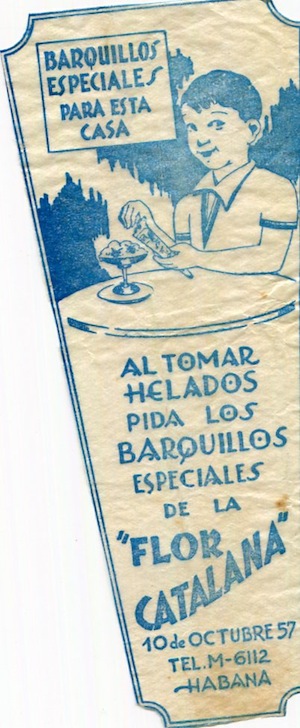 BARQUILLOS
ESPECIALES
PARA ESTA
CASA
AL TOMAR
HELADOS
PIDA LOS
BARQUILLOS
ESPECIALES
DE LA
"FLOR
CATALANA"
10 de OCTUBRE 57
TEL. M-6112
HABANA